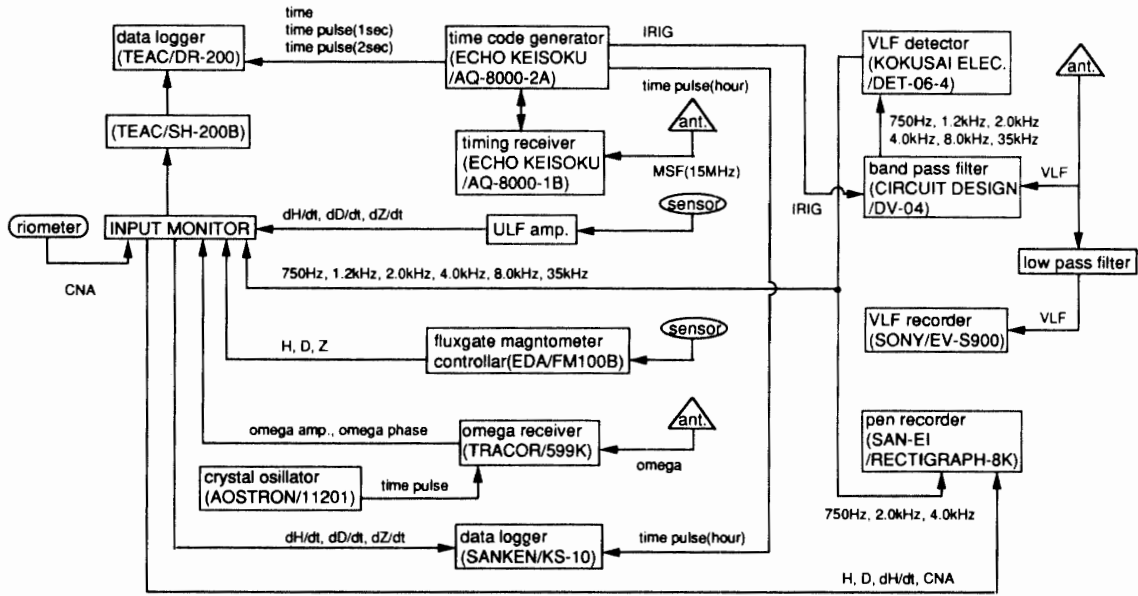 time
time pulse(1sec)
time pulse(2sec)
data logger
(TEAC/DR-200)
time code generator
(ECHO KEISOKU
/AQ-8000-2A)
IRIG
VLF detector
(KOKUSAI ELEC.
/DET-06-4)
ant.
time pulse(hour)
750Hz, 1.2kHz, 2.0kHz
4.0kHz, 8.0kHz, 35kHz
(TEAC/SH-200B)
ant.
timing receiver
(ECHO KEISOKU
/AQ-8000-1B)
MSF(15MHz)
band pass filter
(CIRCUIT DESIGN
/DV-04)
VLF
IRIG
riometer
INPUT MONITOR
dH/dt, dD/dt, dZ/dt
ULF amp.
sensor
CNA
750Hz, 1.2kHz, 2.0kHz, 4.0kHz, 8.0kHz, 35kHz
low pass filter
VLF recorder
(SONY/EV-S900)
VLF
H, D, Z
fluxgate magntometer
controllar(EDA/FM100B)
sensor
omega amp., omega phase
omega receiver
(TRACOR/599K)
ant.
omega
pen recorder
(SAN-EI
/RECTIGRAPH-8K)
crystal osillator
(AOSTRON/11201)
time pulse
750Hz, 2.0kHz, 4.0kHz
dH/dt, dD/dt, dZ/dt
data logger
(SANKEN/KS-10)
time pulse(hour)
H, D, dH/dt, CNA